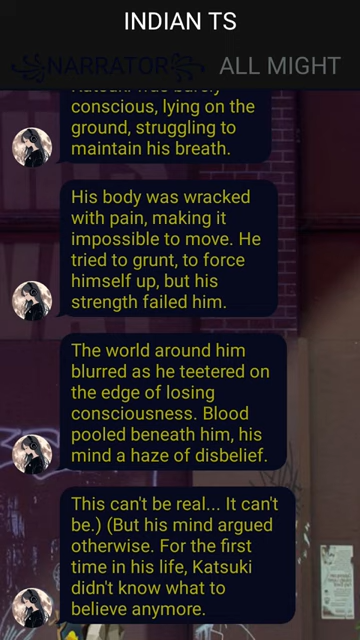 INDIAN TS
NARRATOR ALL MIGHT
Katsuki was barely
conscious, lying on the
ground, struggling to
maintain his breath.
His body was wracked
with pain, making it
impossible to move. He
tried to grunt, to force
himself up, but his
strength failed him.
The world around him
blurred as he teetered on
the edge of losing
consciousness. Blood
pooled beneath him, his
mind a haze of disbelief.
This can't be real... It can't
be.) (But his mind argued
otherwise. For the first
time in his life, Katsuki
didn't know what to
believe anymore.